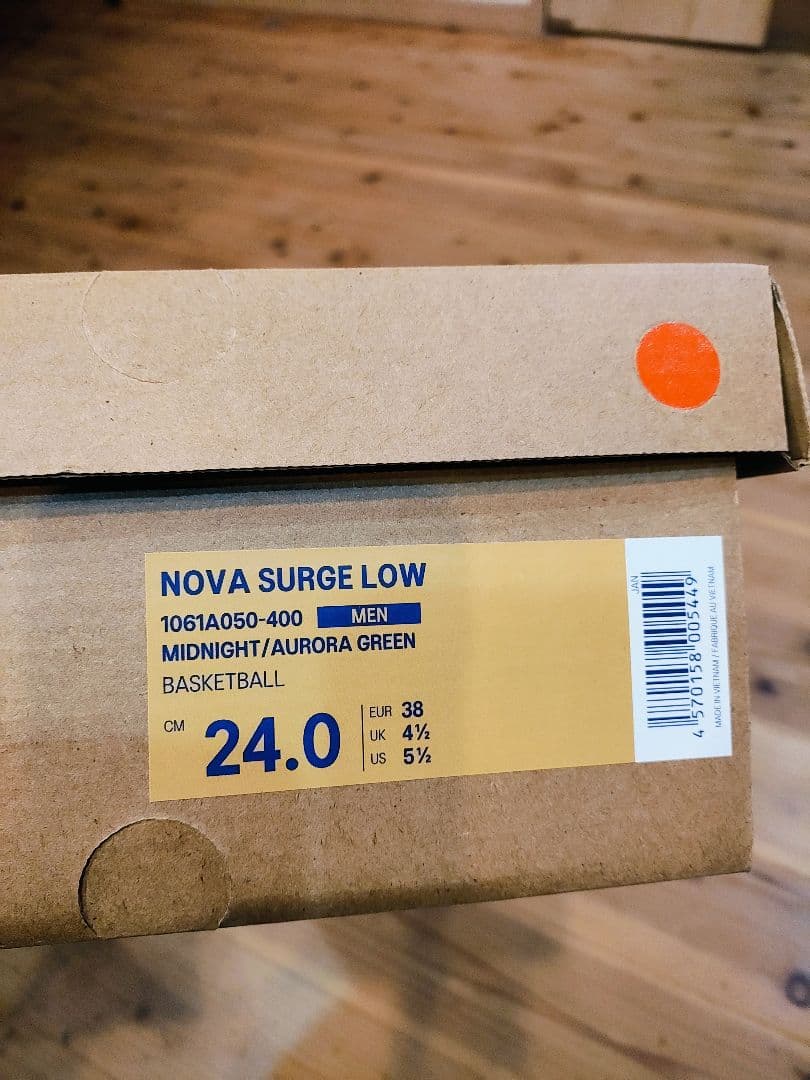 NOVA SURGE LOW
1061A050-400 MEN
MIDNIGHT/AURORA GREEN
BASKETBALL
CM 24.0
EUR 38
UK 4½
US 5½
JAN
4 570158 005449
MADE IN VIETNAM / FABRIQUE AU VIETNAM